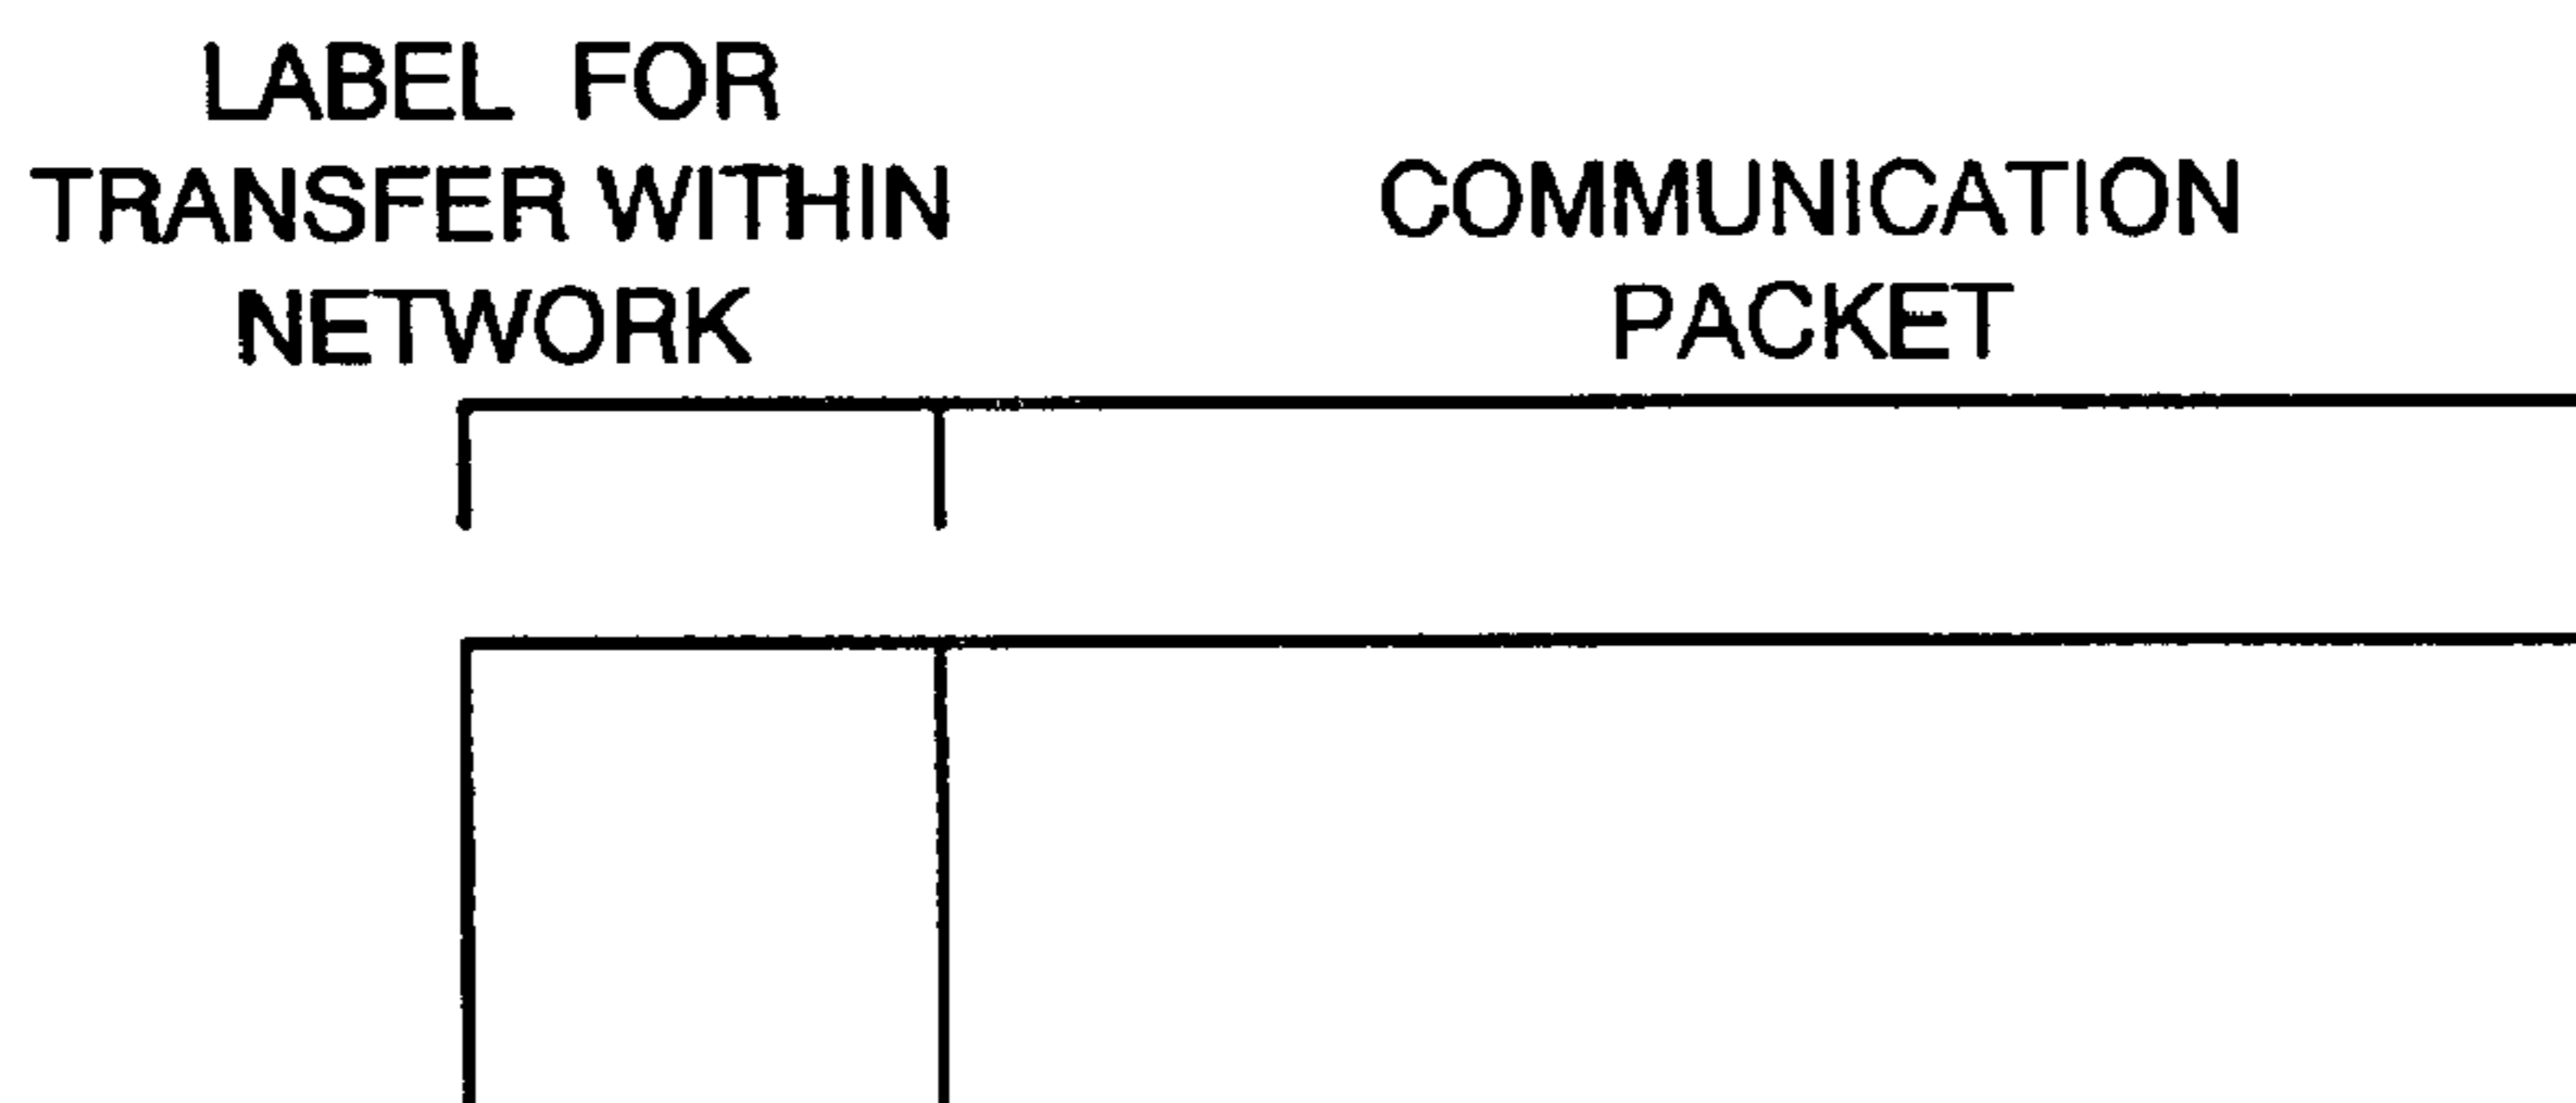 LABEL FOR
TRANSFER WITHIN
NETWORK
COMMUNICATION
PACKET